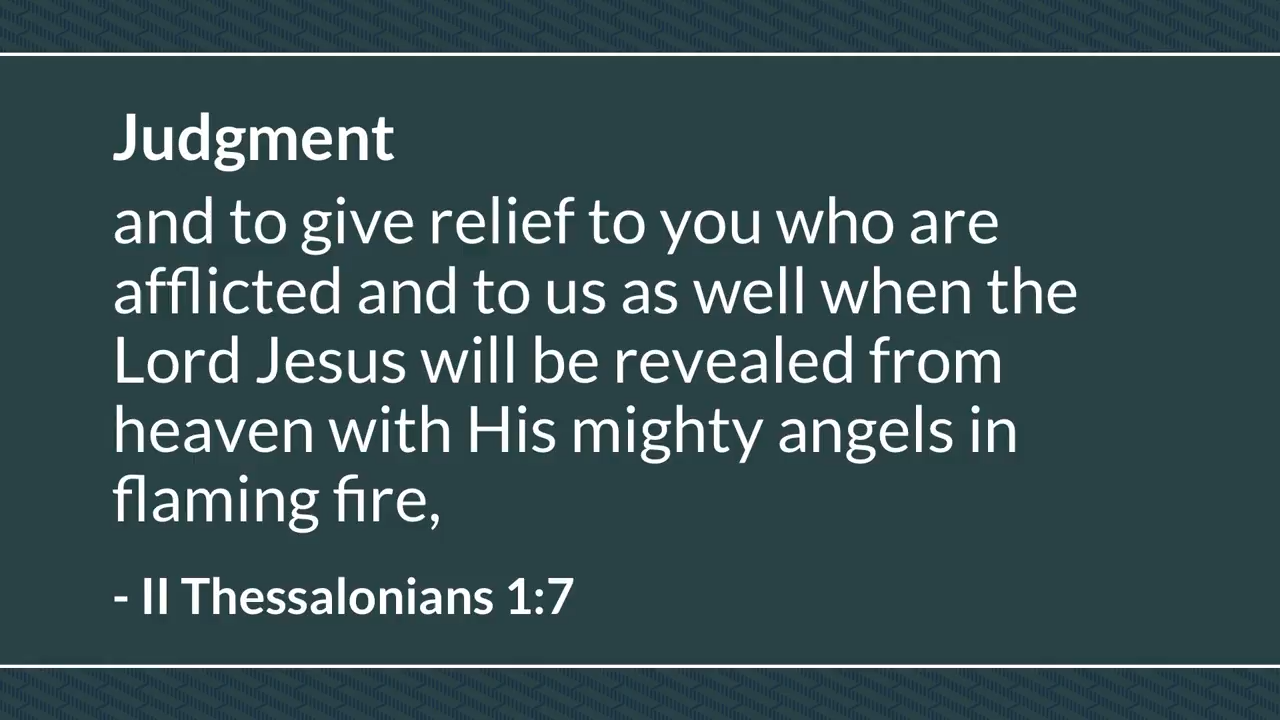 Judgment
and to give relief to you who are
afflicted and to us as well when the
Lord Jesus will be revealed from
heaven with His mighty angels in
flaming fire,
- II Thessalonians 1:7